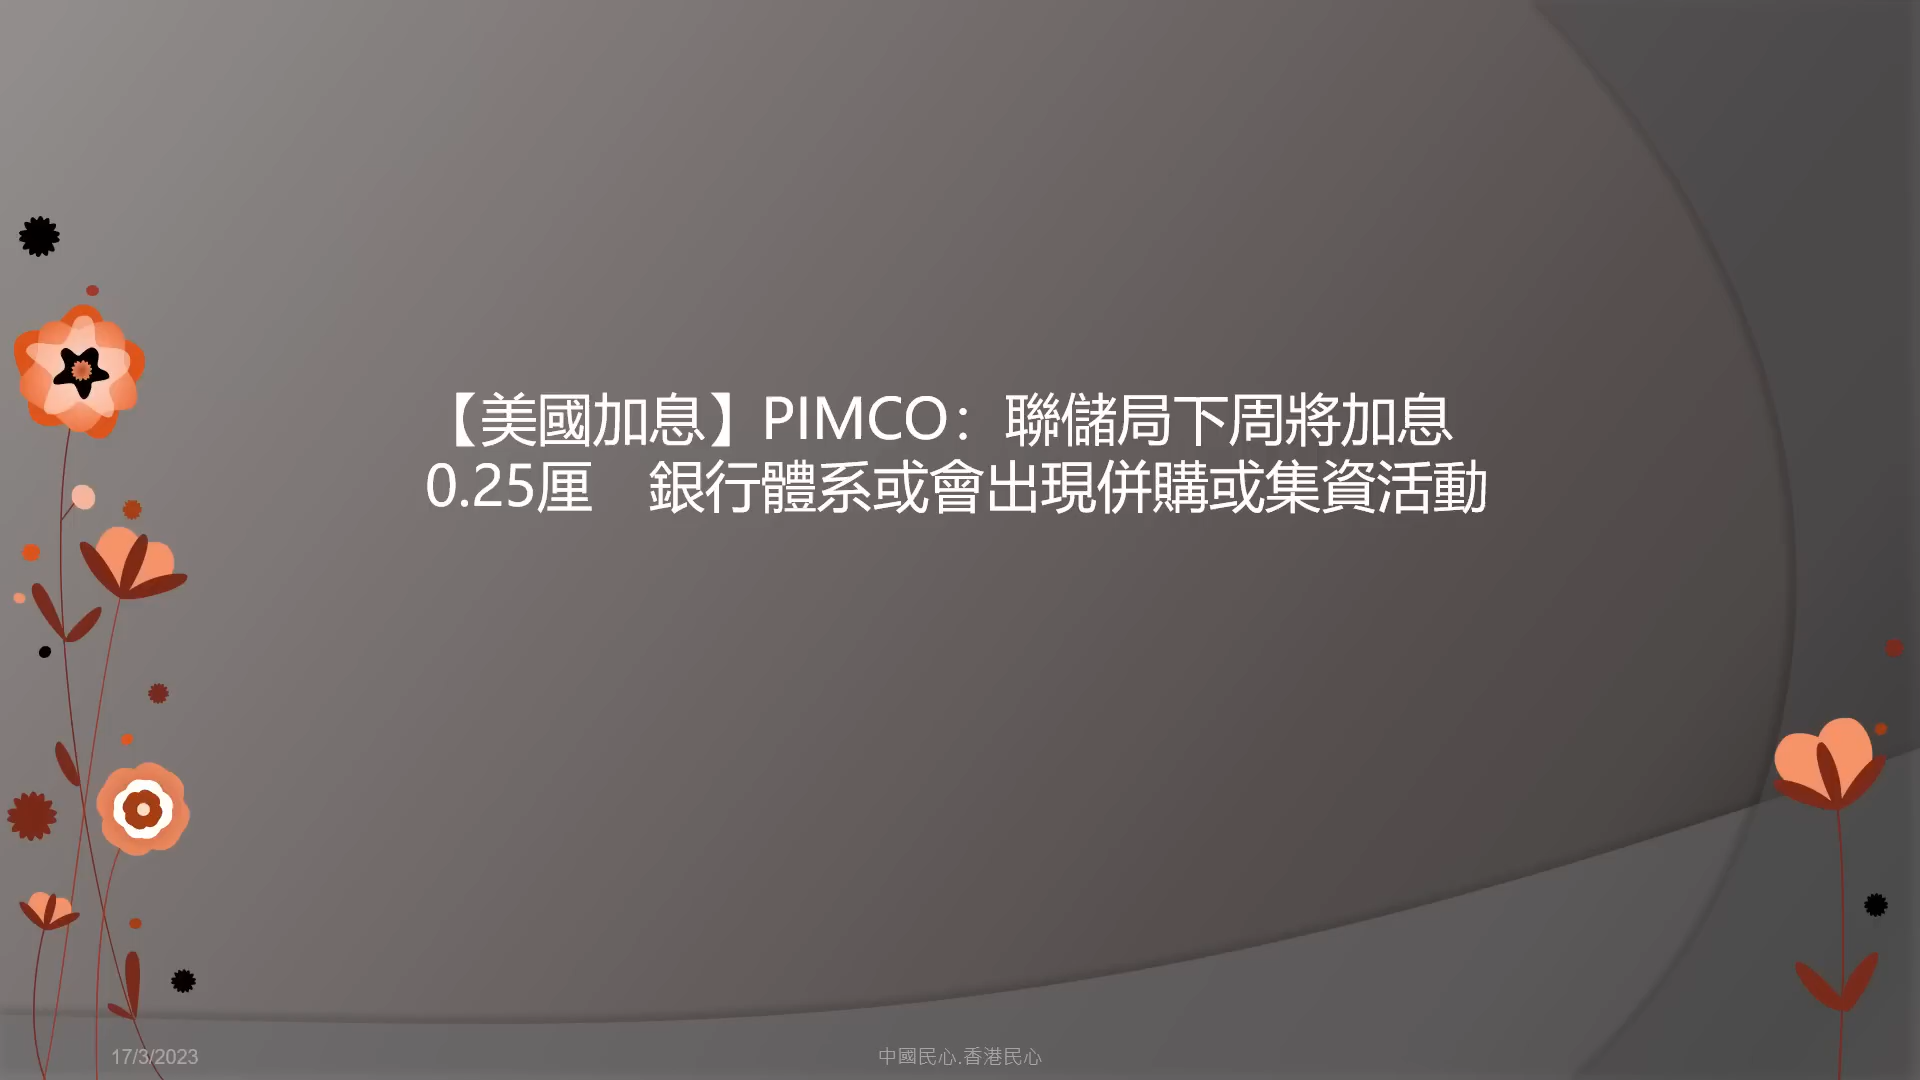 【美國加息】PIMCO：聯儲局下周將加息
0.25厘　銀行體系或會出現併購或集資活動
17/3/2023
中國民心.香港民心